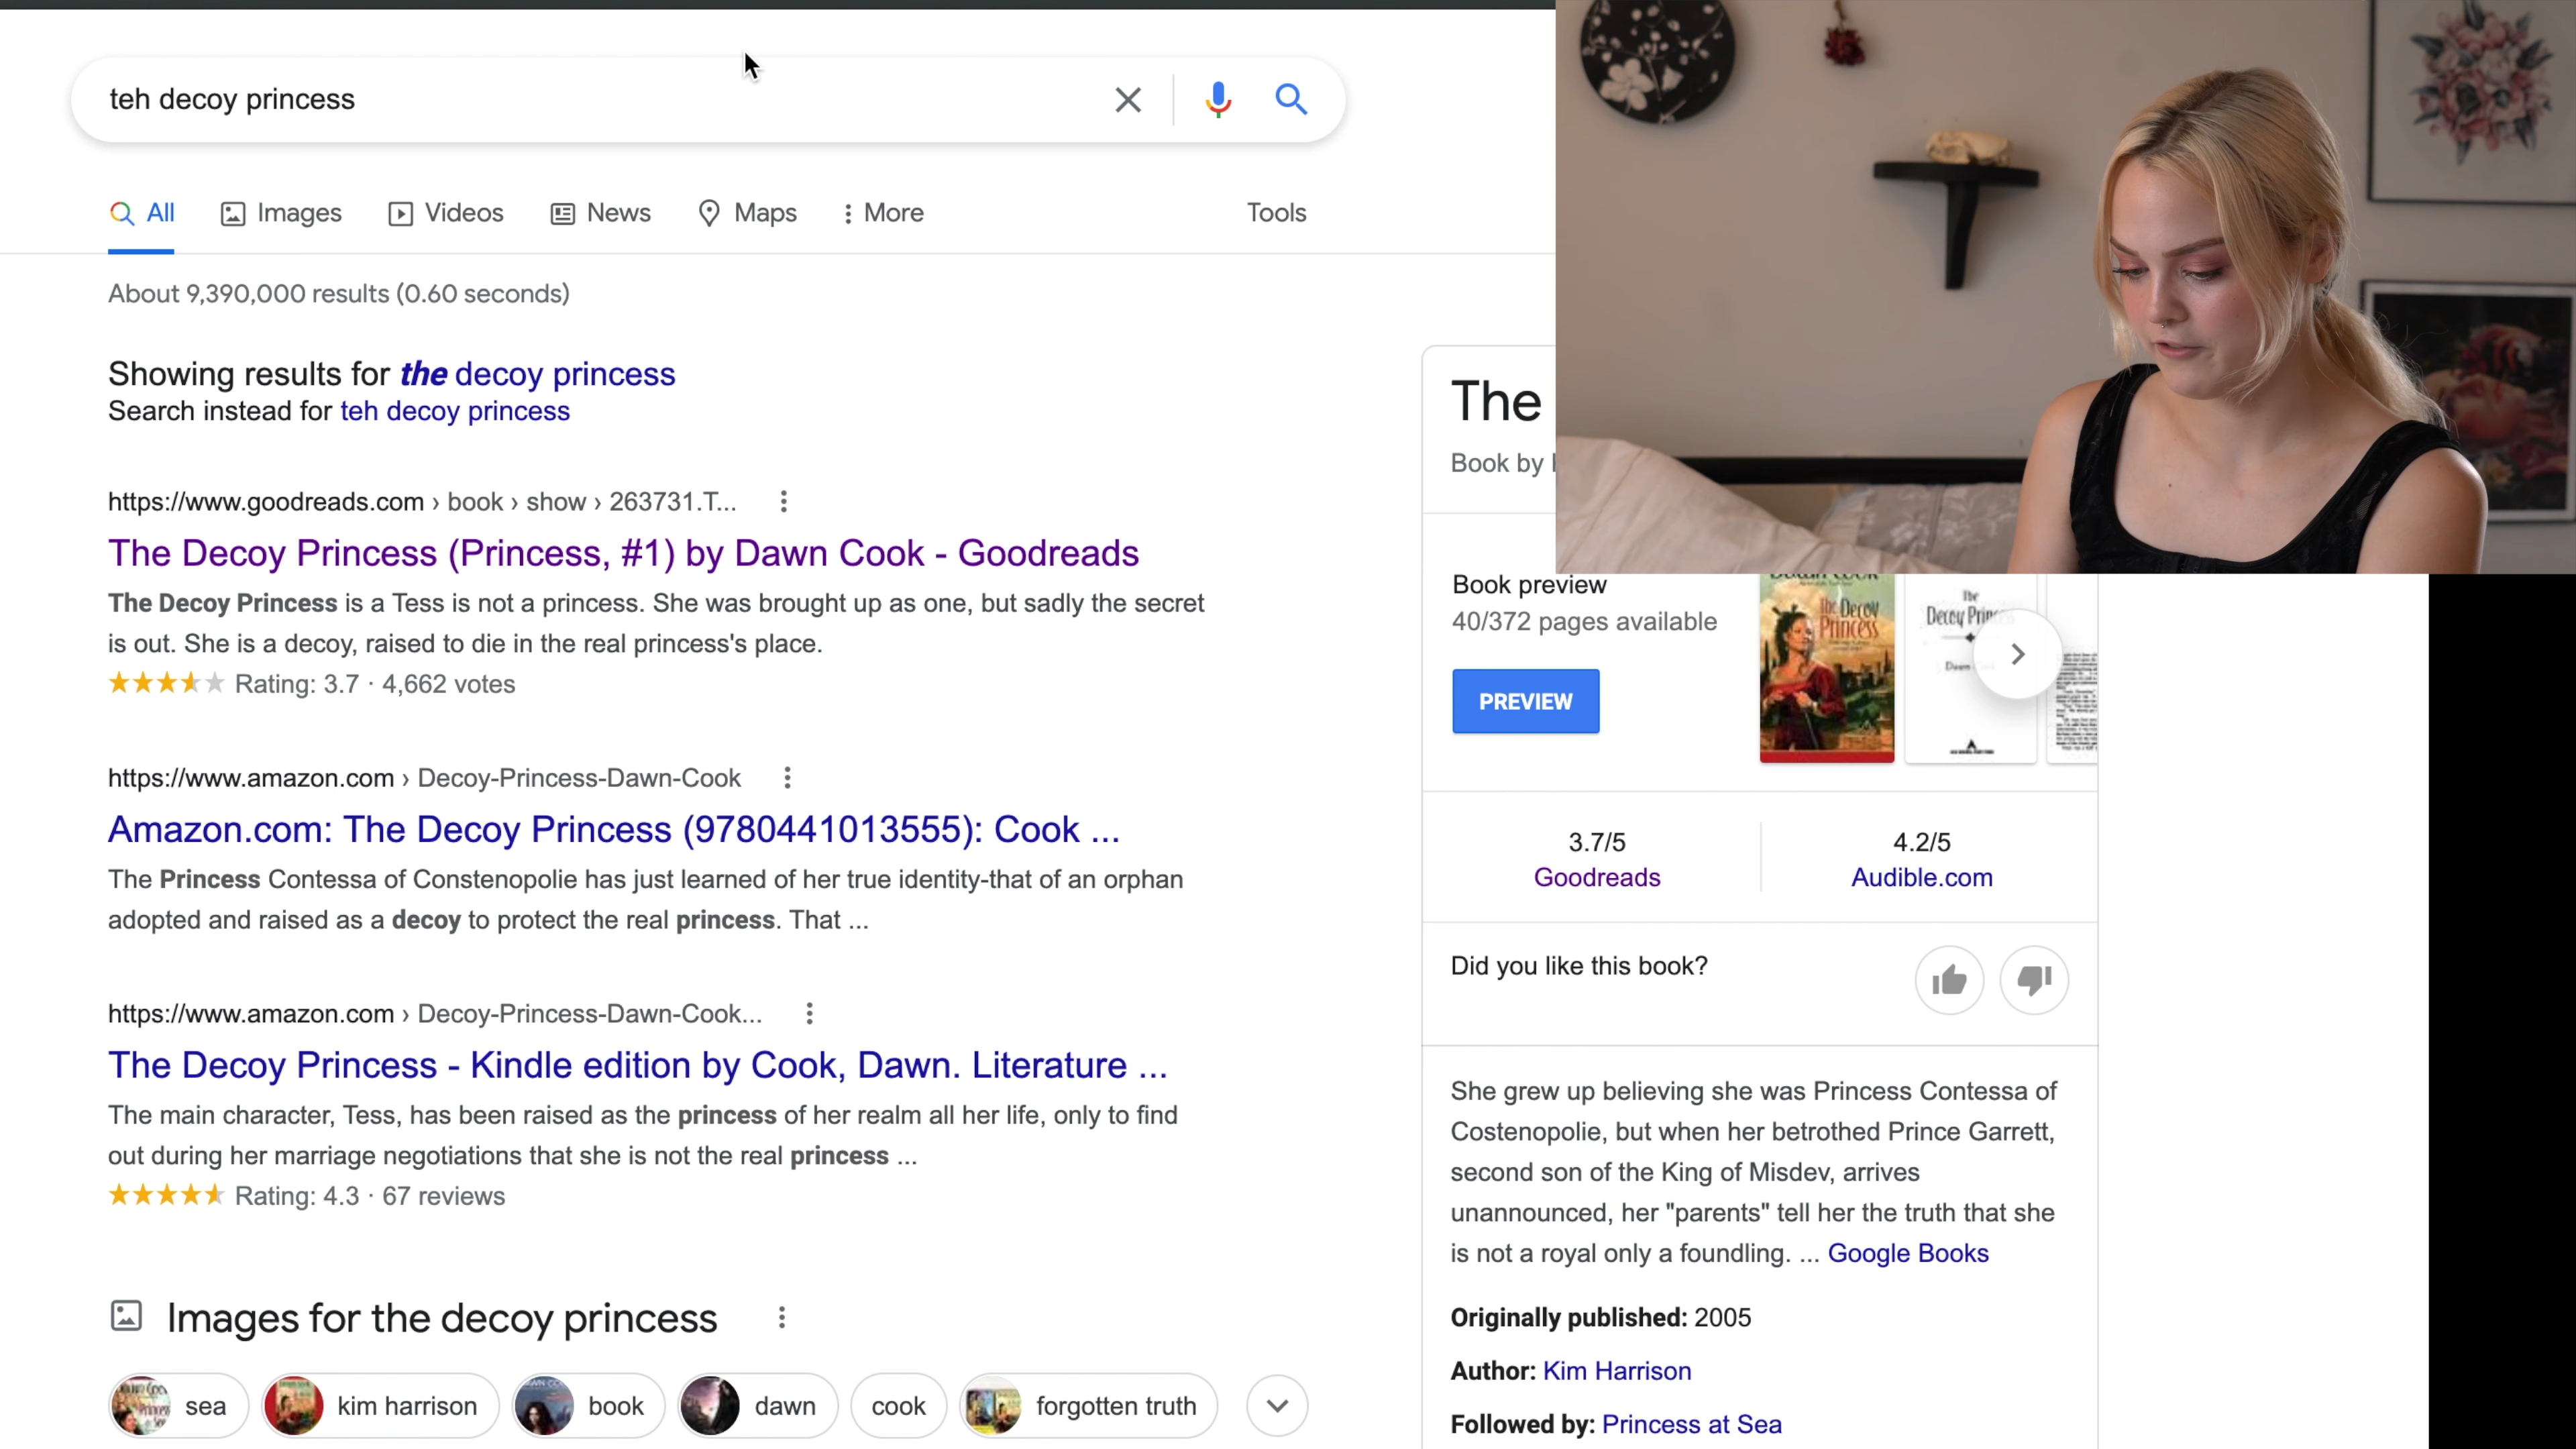 teh decoy princess
All
Images
Videos
News
Maps
More
Tools
About 9,390,000 results (0.60 seconds)
Showing results for the decoy princess
Search instead for teh decoy princess
https://www.goodreads.com › book › show › 263731.T...
The Decoy Princess (Princess, #1) by Dawn Cook - Goodreads
The Decoy Princess is a Tess is not a princess. She was brought up as one, but sadly the secret
is out. She is a decoy, raised to die in the real princess's place.
Rating: 3.7 · 4,662 votes
https://www.amazon.com › Decoy-Princess-Dawn-Cook
Amazon.com: The Decoy Princess (9780441013555): Cook ...
The Princess Contessa of Constenopolie has just learned of her true identity-that of an orphan
adopted and raised as a decoy to protect the real princess. That ...
https://www.amazon.com › Decoy-Princess-Dawn-Cook...
The Decoy Princess - Kindle edition by Cook, Dawn. Literature ...
The main character, Tess, has been raised as the princess of her realm all her life, only to find
out during her marriage negotiations that she is not the real princess ...
Rating: 4.3 · 67 reviews
Images for the decoy princess
sea
kim harrison
book
dawn
cook
forgotten truth
The
Book by
Book preview
40/372 pages available
PREVIEW
The Decoy
Princess
The
Decoy
3.7/5
Goodreads
4.2/5
Audible.com
Did you like this book?
She grew up believing she was Princess Contessa of
Costenopolie, but when her betrothed Prince Garrett,
second son of the King of Misdev, arrives
unannounced, her "parents" tell her the truth that she
is not a royal only a foundling. ... Google Books
Originally published: 2005
Author: Kim Harrison
Followed by: Princess at Sea